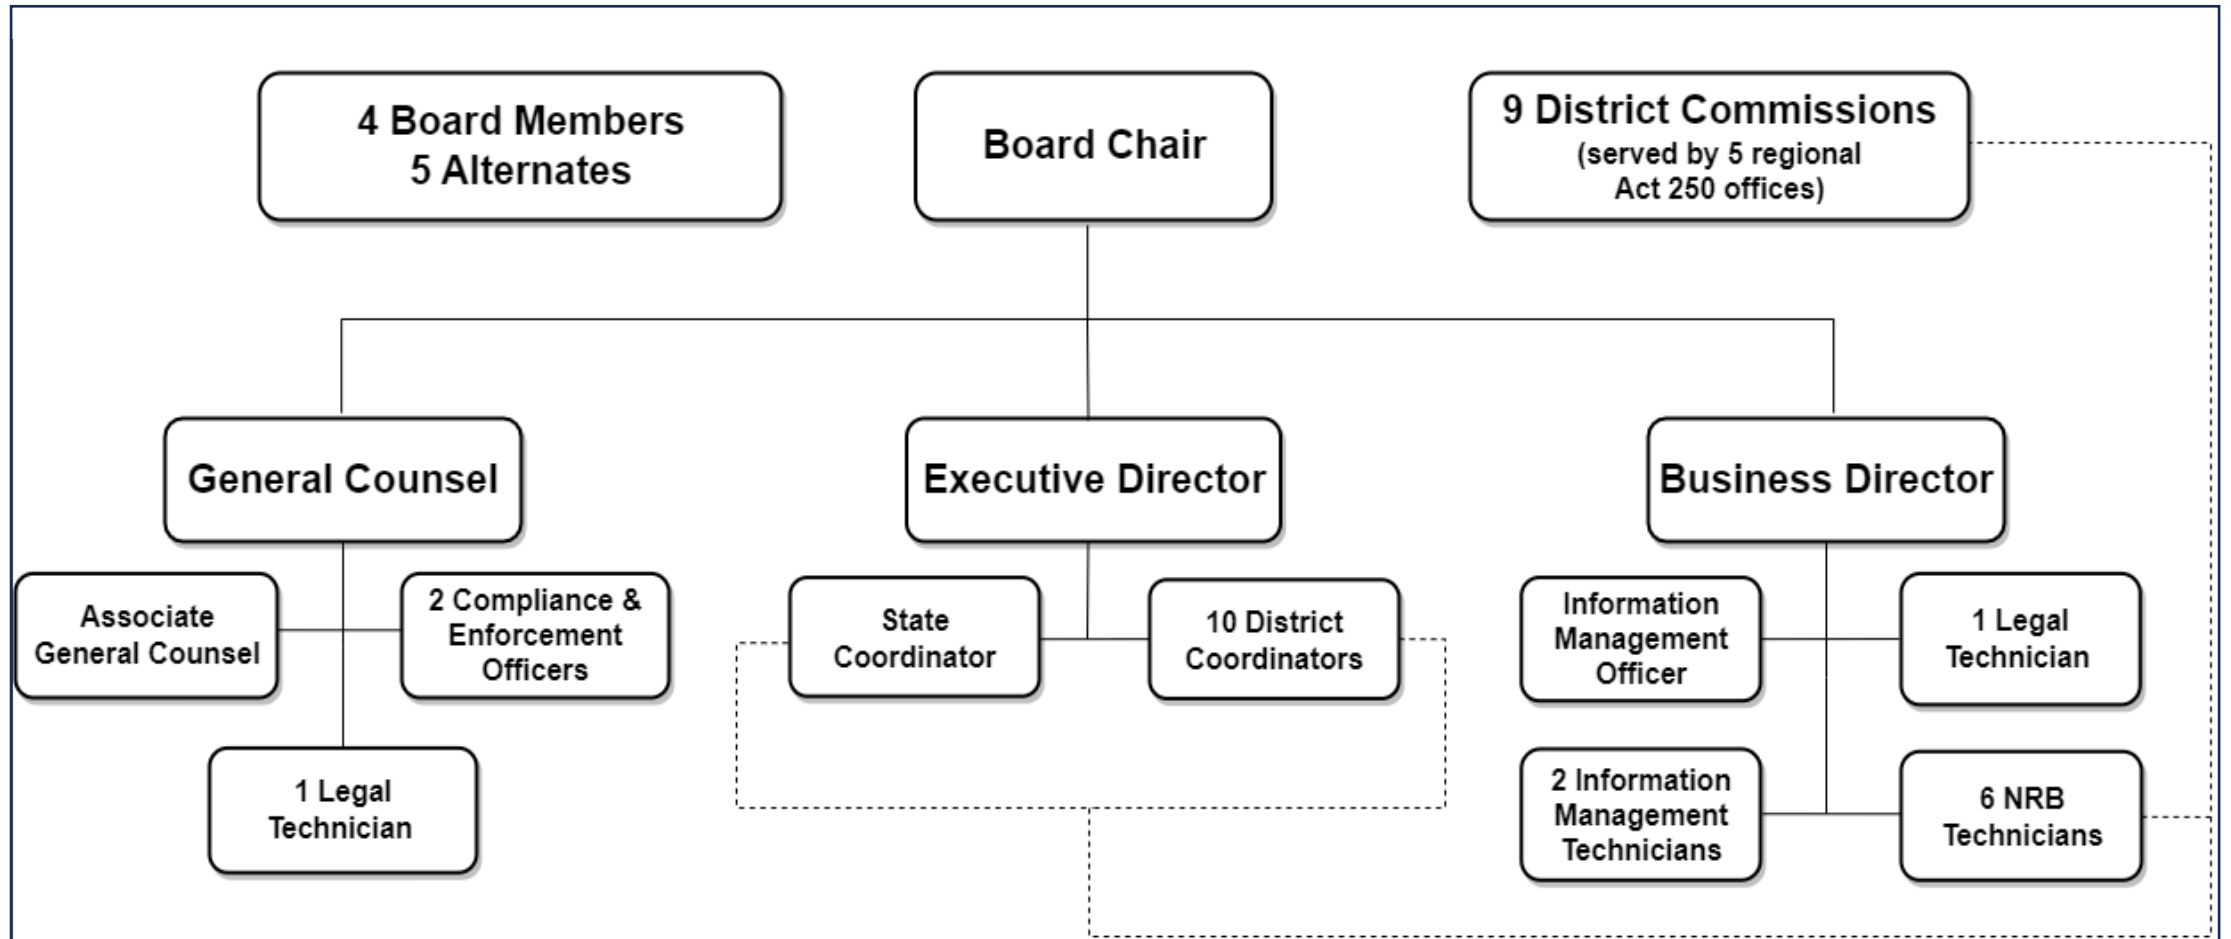 4 Board Members
5 Alternates
Board Chair
9 District Commissions
(served by 5 regional
Act 250 offices)
General Counsel
Executive Director
Business Director
Associate
General Counsel
2 Compliance &
Enforcement
Officers
1 Legal
Technician
State
Coordinator
10 District
Coordinators
Information
Management
Officer
1 Legal
Technician
2 Information
Management
Technicians
6 NRB
Technicians